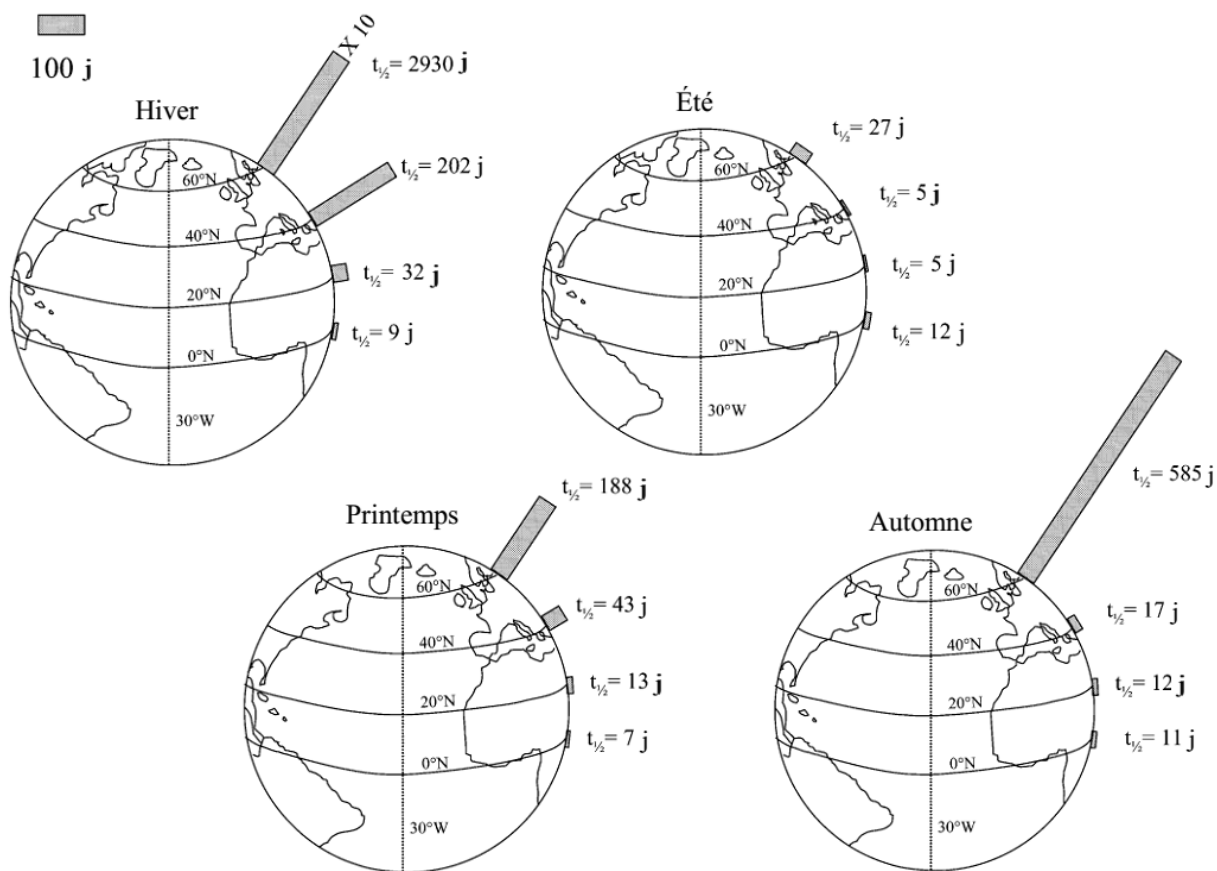 100 j
Hiver
X 10
t½= 2930 j
t½= 202 j
t½= 32 j
t½= 9 j
60°N
40°N
20°N
0°N
30°W
Été
t½= 27 j
t½= 5 j
t½= 5 j
t½= 12 j
60°N
40°N
20°N
0°N
30°W
Printemps
t½= 188 j
t½= 43 j
t½= 13 j
t½= 7 j
60°N
40°N
20°N
0°N
30°W
Automne
t½= 585 j
t½= 17 j
t½= 12 j
t½= 11 j
60°N
40°N
20°N
0°N
30°W